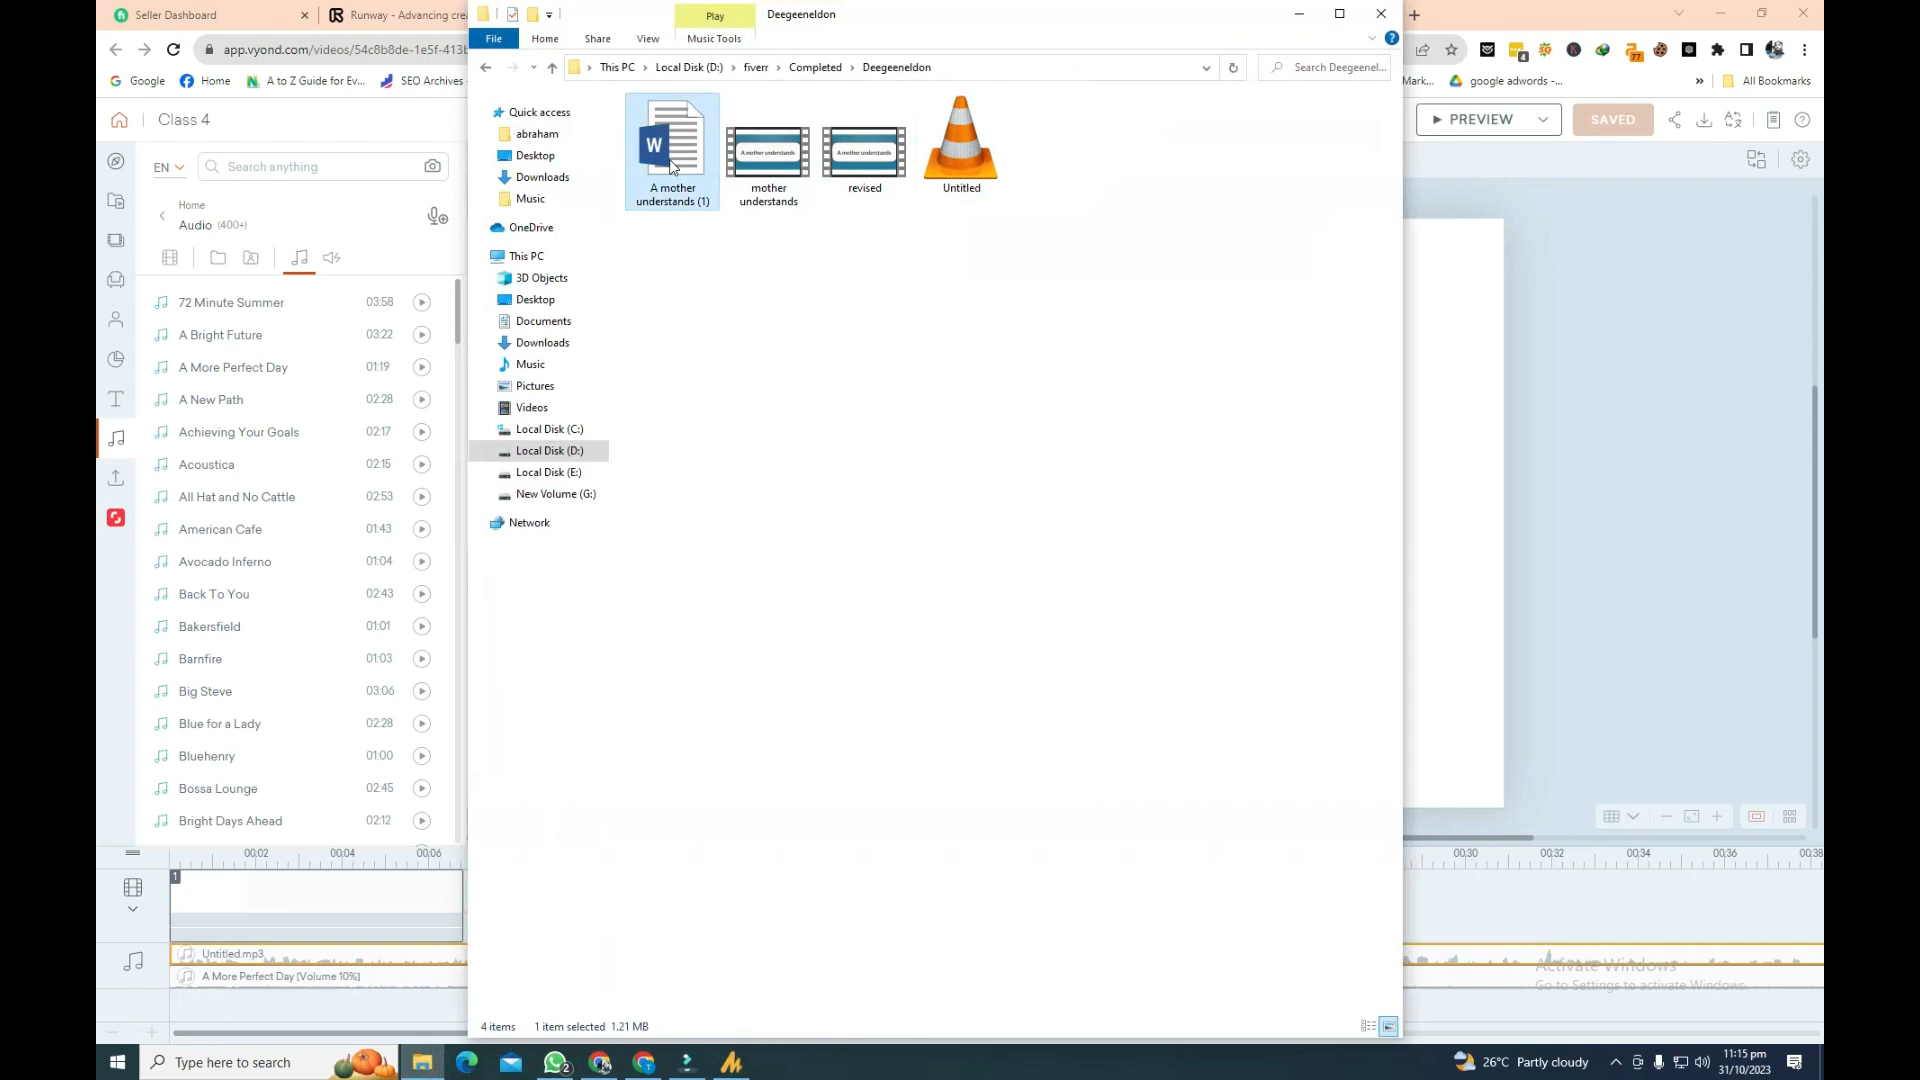 Seller Dashboard
Runway - Advancing crea
Play
Deegeeneldon
app.vyond.com/videos/54c8b8de-1e5f-413b
File
Home
Share
View
Music Tools
Google
Home
A to Z Guide for Ev...
SEO Archives
This PC
Local Disk (D:)
fiverr
Completed
Deegeeneldon
Search Deegeenel...
Mark...
google adwords -...
All Bookmarks
4
77
Class 4
PREVIEW
SAVED
EN
Search anything
Home
Audio (400+)
72 Minute Summer 03:58
A Bright Future 03:22
A More Perfect Day 01:19
A New Path 02:28
Achieving Your Goals 02:17
Acoustica 02:15
All Hat and No Cattle 02:53
American Cafe 01:43
Avocado Inferno 01:04
Back To You 02:43
Bakersfield 01:01
Barnfire 01:03
Big Steve 03:06
Blue for a Lady 02:28
Bluehenry 01:00
Bossa Lounge 02:45
Bright Days Ahead 02:12
Quick access
abraham
Desktop
Downloads
Music
OneDrive
This PC
3D Objects
Desktop
Documents
Downloads
Music
Pictures
Videos
Local Disk (C:)
Local Disk (D:)
Local Disk (E:)
New Volume (G:)
Network
W
A mother
understands (1)
A mother understands
mother
understands
A mother understands
revised
Untitled
00:02 00:04 00:06
00:30 00:32 00:34 00:36 00:38
1
Untitled.mp3
A More Perfect Day [Volume 10%]
4 items
1 item selected 1.21 MB
Activate Windows
Go to Settings to activate Windows.
Type here to search
2
26°C Partly cloudy
11:15 pm
31/10/2023